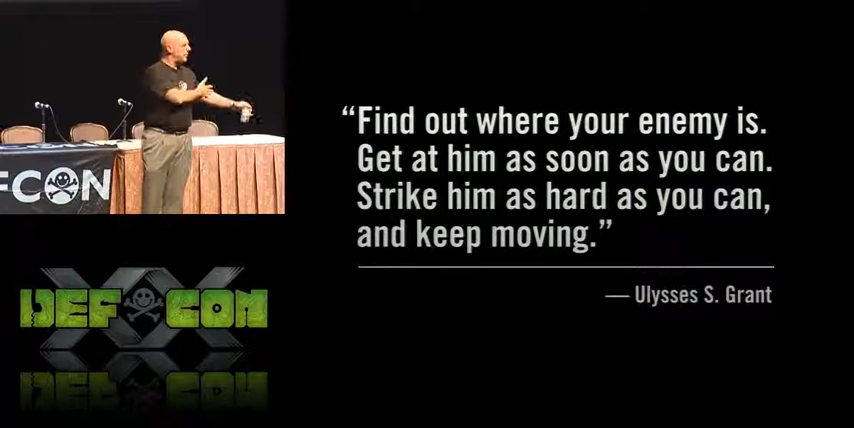 “Find out where your enemy is.
Get at him as soon as you can.
Strike him as hard as you can,
and keep moving.”
— Ulysses S. Grant
FCON
XX
DEF CON